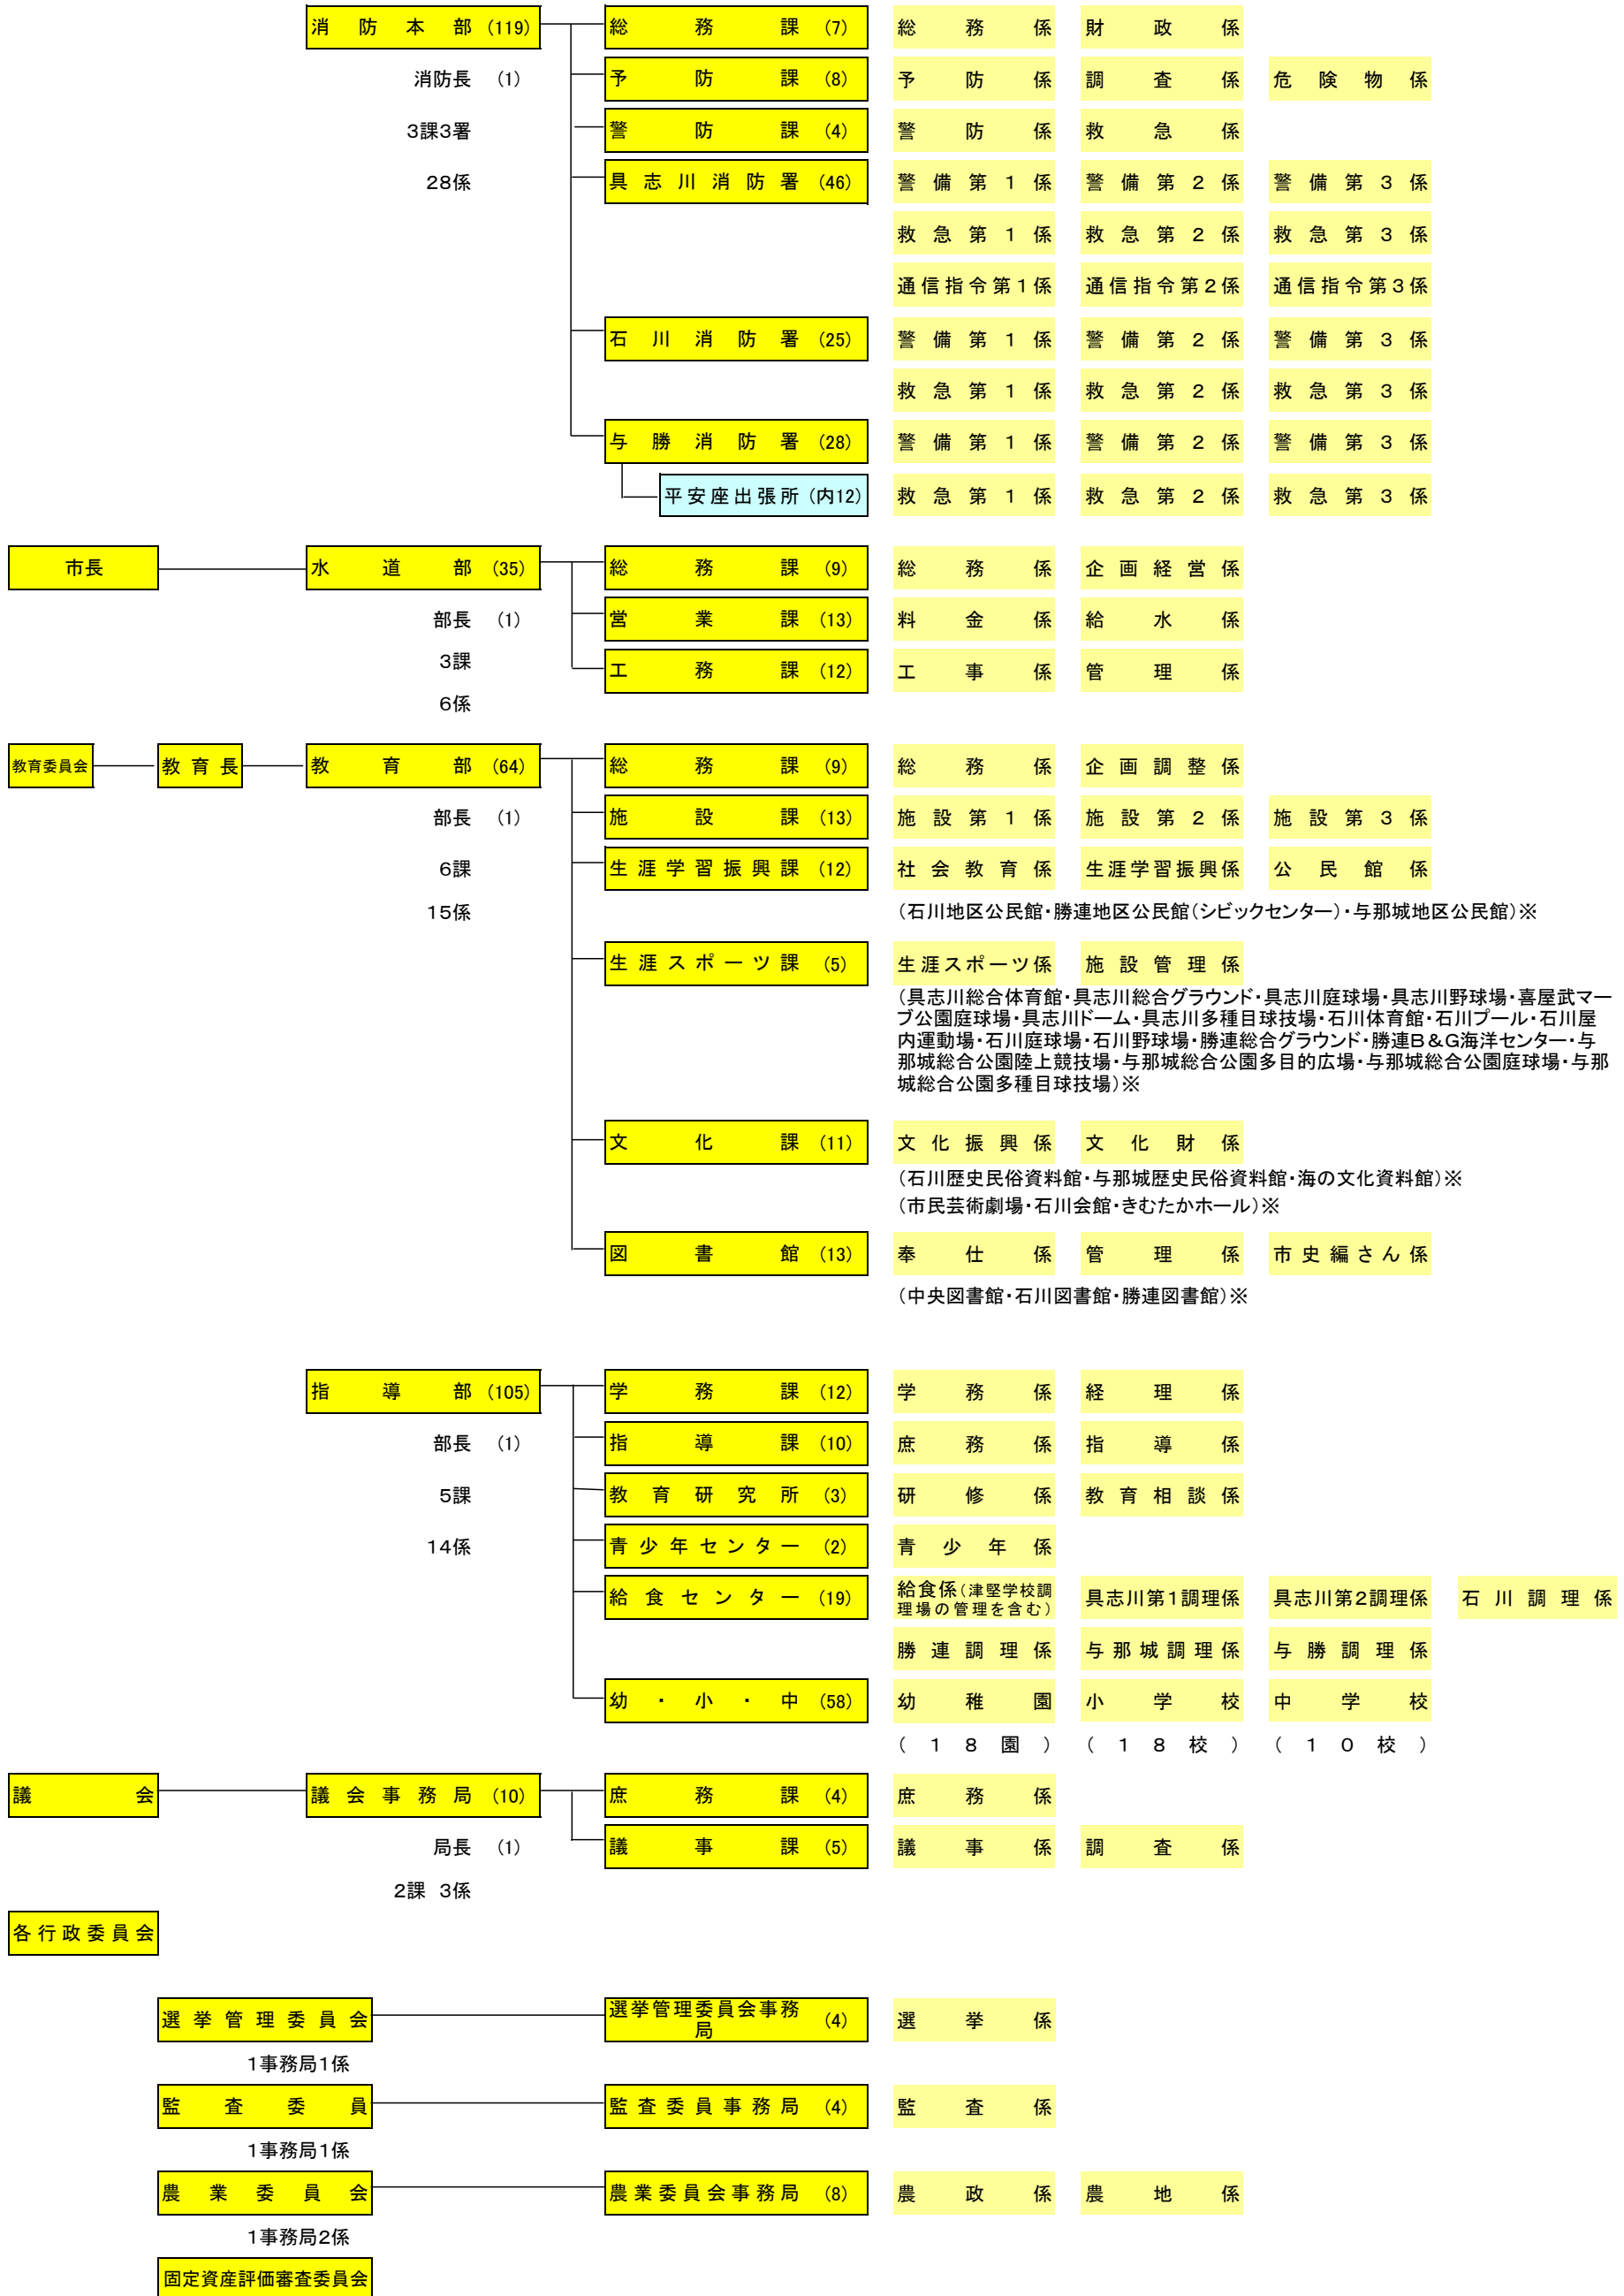 消防本部 (119) 総務課 (7) 総務係 財政係
消防長 (1) 予防課 (8) 予防係 調査係 危険物係
3課3署 警防課 (4) 警防係 救急係
28係 具志川消防署 (46) 警備第1係 警備第2係 警備第3係
救急第1係 救急第2係 救急第3係
通信指令第1係 通信指令第2係 通信指令第3係
石川消防署 (25) 警備第1係 警備第2係 警備第3係
救急第1係 救急第2係 救急第3係
与勝消防署 (28) 警備第1係 警備第2係 警備第3係
平安座出張所 (内12) 救急第1係 救急第2係 救急第3係
市長 水道部 (35) 総務課 (9) 総務係 企画経営係
部長 (1) 営業課 (13) 料金係 給水係
3課 工務課 (12) 工事係 管理係
6係
教育委員会 教育長 教育部 (64) 総務課 (9) 総務係 企画調整係
部長 (1) 施設課 (13) 施設第1係 施設第2係 施設第3係
6課 生涯学習振興課 (12) 社会教育係 生涯学習振興係 公民館係
15係 (石川地区公民館・勝連地区公民館(シビックセンター)・与那城地区公民館)※
生涯スポーツ課 (5) 生涯スポーツ係 施設管理係
(具志川総合体育館・具志川総合グラウンド・具志川庭球場・具志川野球場・喜屋武マー
ブ公園庭球場・具志川ドーム・具志川多種目球技場・石川体育館・石川プール・石川屋
内運動場・石川庭球場・石川野球場・勝連総合グラウンド・勝連B&G海洋センター・与
那城総合公園陸上競技場・与那城総合公園多目的広場・与那城総合公園庭球場・与那
城総合公園多種目球技場)※
文化課 (11) 文化振興係 文化財係
(石川歴史民俗資料館・与那城歴史民俗資料館・海の文化資料館)※
(市民芸術劇場・石川会館・きむたかホール)※
図書館 (13) 奉仕係 管理係 市史編さん係
(中央図書館・石川図書館・勝連図書館)※
指導部 (105) 学務課 (12) 学務係 経理係
部長 (1) 指導課 (10) 庶務係 指導係
5課 教育研究所 (3) 研修係 教育相談係
14係 青少年センター (2) 青少年係
給食センター (19) 給食係(津堅学校調
理場の管理を含む) 具志川第1調理係 具志川第2調理係 石川調理係
勝連調理係 与那城調理係 与勝調理係
幼・小・中 (58) 幼稚園 小学校 中学校
(18園) (18校) (10校)
議会 議会事務局 (10) 庶務課 (4) 庶務係
局長 (1) 議事課 (5) 議事係 調査係
2課 3係
各行政委員会
選挙管理委員会 選挙管理委員会事務
局 (4) 選挙係
1事務局1係
監査委員 監査委員事務局 (4) 監査係
1事務局1係
農業委員会 農業委員会事務局 (8) 農政係 農地係
1事務局2係
固定資産評価審査委員会